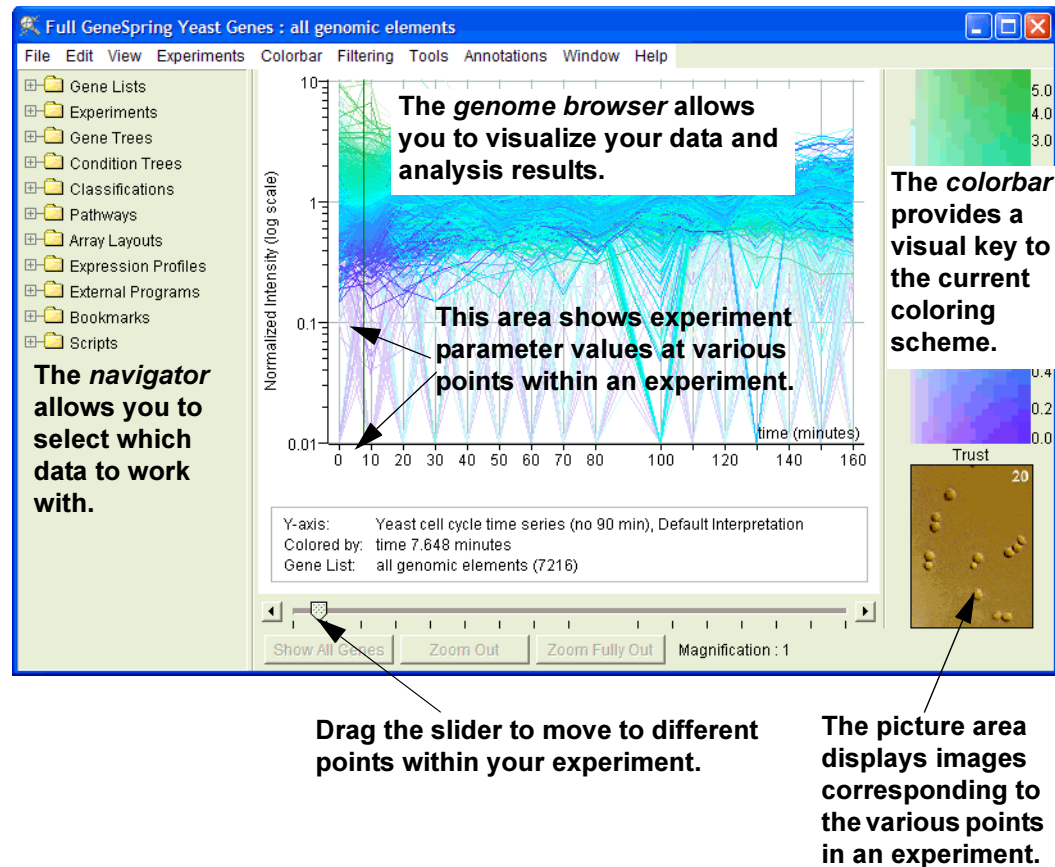 Full GeneSpring Yeast Genes : all genomic elements
File Edit View Experiments Colorbar Filtering Tools Annotations Window Help
Gene Lists
Experiments
Gene Trees
Condition Trees
Classifications
Pathways
Array Layouts
Expression Profiles
External Programs
Bookmarks
Scripts
The navigator
allows you to
select which
data to work
with.
10
1
0.1
0.01
Normalized Intensity (log scale)
The genome browser allows
you to visualize your data and
analysis results.
This area shows experiment
parameter values at various
points within an experiment.
time (minutes)
0 10 20 30 40 50 60 70 80 100 120 140 160
Y-axis: Yeast cell cycle time series (no 90 min), Default Interpretation
Colored by: time 7.648 minutes
Gene List: all genomic elements (7216)
Show All Genes Zoom Out Zoom Fully Out Magnification : 1
5.0
4.0
3.0
The colorbar
provides a
visual key to
the current
coloring
scheme.
0.4
0.2
0.0
Trust
20
Drag the slider to move to different
points within your experiment.
The picture area
displays images
corresponding to
the various points
in an experiment.